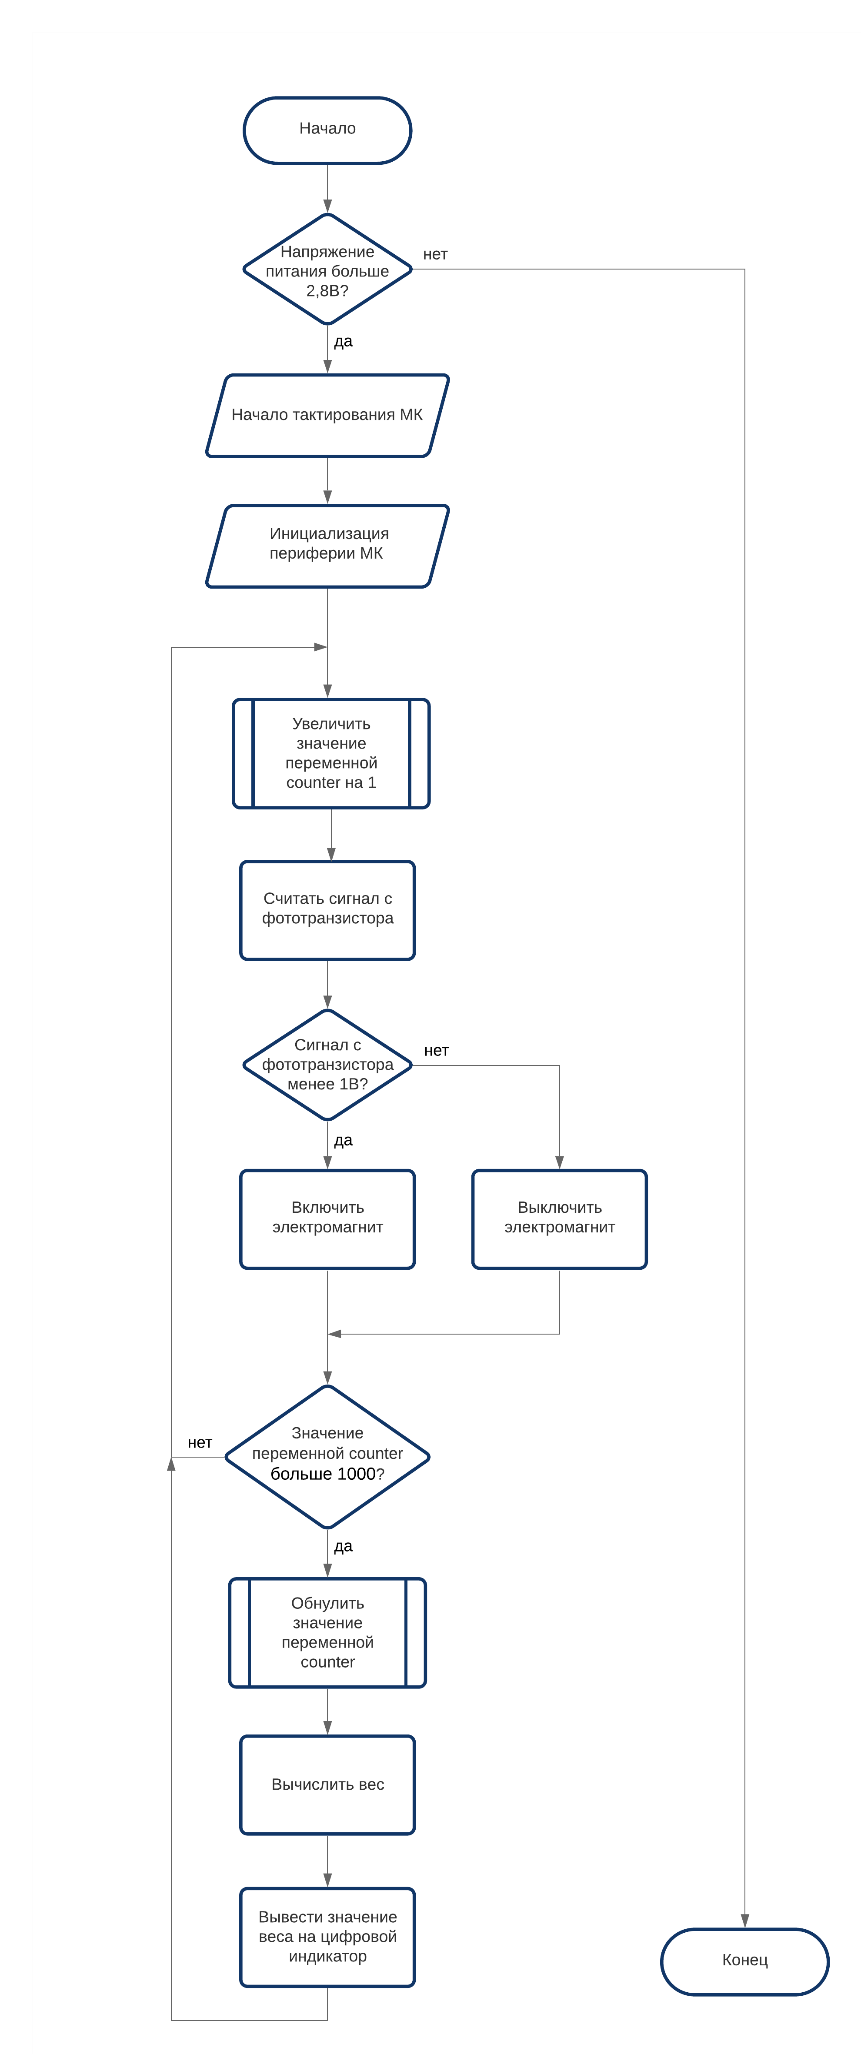 Начало
Напряжение
питания больше
2,8В?
нет
да
Начало тактирования МК
Инициализация
периферии МК
Увеличить
значение
переменной
counter на 1
Считать сигнал с
фототранзистора
Сигнал с
фототранзистора
менее 1В?
нет
да
Включить
электромагнит
Выключить
электромагнит
Значение
переменной counter
больше 1000?
нет
да
Обнулить
значение
переменной
counter
Вычислить вес
Вывести значение
веса на цифровой
индикатор
Конец